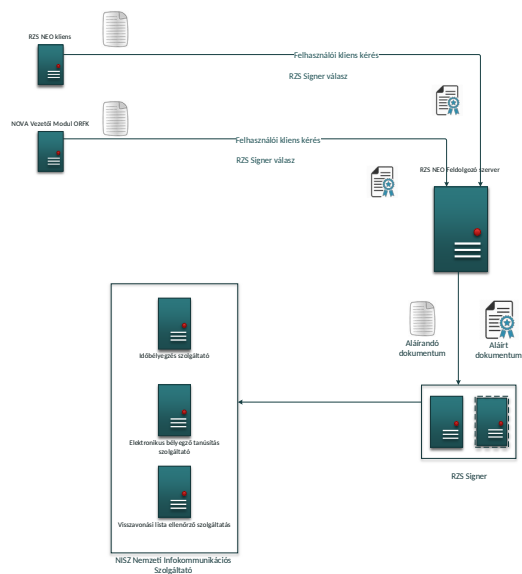 RZS NEO kliens
Felhasználói kliens kérés
RZS Signer válasz
NOVA Vezetői Modul ORFK
Felhasználói kliens kérés
RZS Signer válasz
RZS NEO Feldolgozó szerver
Aláírandó
dokumentum
Aláírt
dokumentum
Időbélyegzés szolgáltató
Elektronikus bélyegző tanúsítás
szolgáltató
RZS Signer
Visszavonási lista ellenőrző szolgáltatás
NISZ Nemzeti Infokommunikációs
Szolgáltató